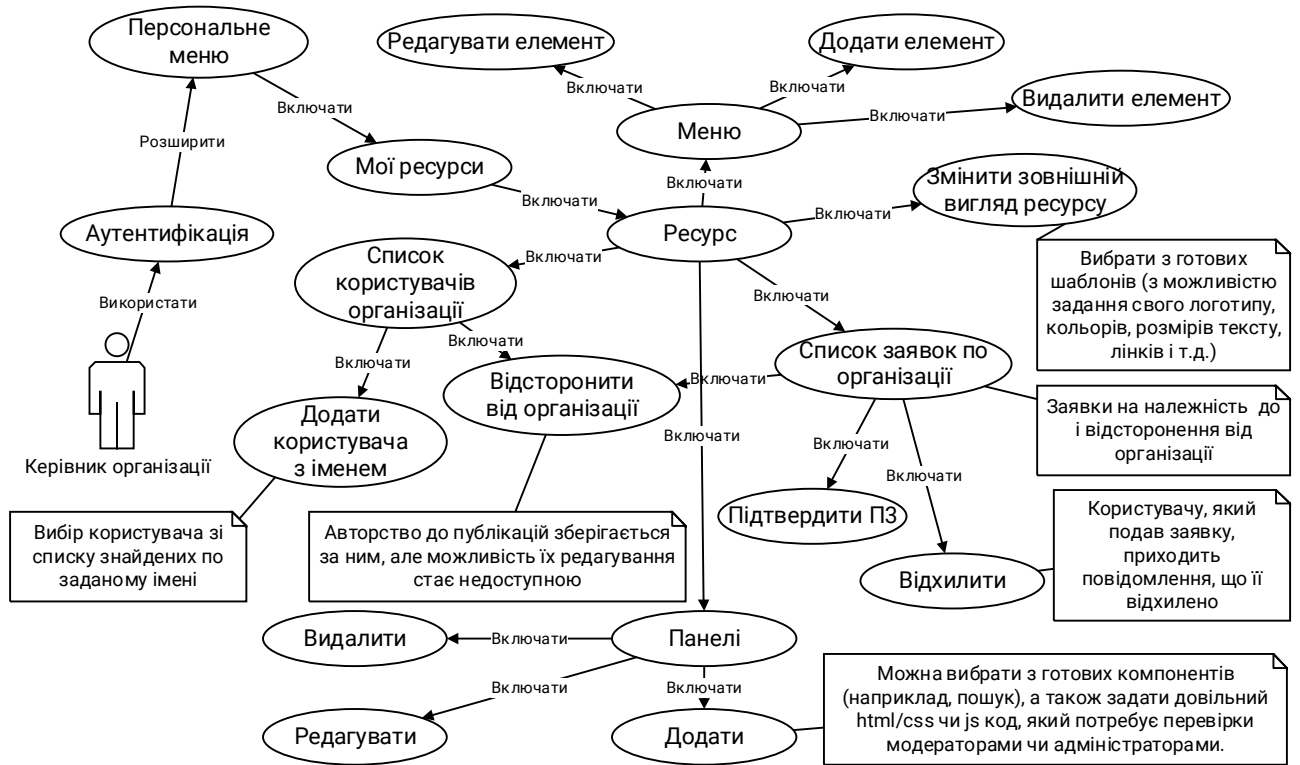 Персональне
меню
Редагувати елемент
Додати елемент
Включати
Включати
Включати
Видалити елемент
Включати
Меню
Розширити
Мої ресурси
Включати
Змінити зовнішній
вигляд ресурсу
Включати
Включати
Аутентифікація
Ресурс
Список
користувачів
організації
Включати
Вибрати з готових
шаблонів (з можливістю
задання свого логотипу,
кольорів, розмірів тексту,
лінків і т.д.)
Використати
Включати
Включати
Включати
Список заявок по
організації
Відсторонити
від організації
Включати
Додати
користувача
з іменем
Заявки на належність до
і відсторонення від
організації
Включати
Включати
Керівник організації
Включати
Підтвердити ПЗ
Користувачу, який
подав заявку,
приходить
повідомлення, що її
відхилено
Вибір користувача зі
списку знайдених по
заданому імені
Авторство до публікацій зберігається
за ним, але можливість їх редагування
стає недоступною
Відхилити
Видалити
Включати
Панелі
Включати
Включати
Можна вибрати з готових компонентів
(наприклад, пошук), а також задати довільний
html/css чи js код, який потребує перевірки
модераторами чи адміністраторами.
Редагувати
Додати